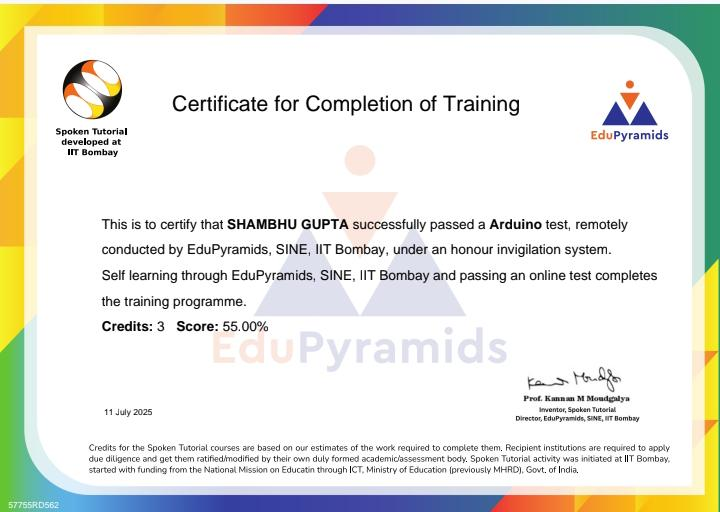 Certificate for Completion of Training
Spoken Tutorial
developed at
IIT Bombay
EduPyramids
This is to certify that SHAMBHU GUPTA successfully passed a Arduino test, remotely
conducted by EduPyramids, SINE, IIT Bombay, under an honour invigilation system.
Self learning through EduPyramids, SINE, IIT Bombay and passing an online test completes
the training programme.
Credits: 3 Score: 55.00%
EduPyramids
11 July 2025
Prof. Kannan M Moudgalya
Inventor, Spoken Tutorial
Director, EduPyramids, SINE, IIT Bombay
Credits for the Spoken Tutorial courses are based on our estimates of the work required to complete them. Recipient institutions are required to apply
due diligence and get them ratified/modified by their own duly formed academic/assessment body. Spoken Tutorial activity was initiated at IIT Bombay,
started with funding from the National Mission on Educatin through ICT, Ministry of Education (previously MHRD), Govt. of India.
57755RD562